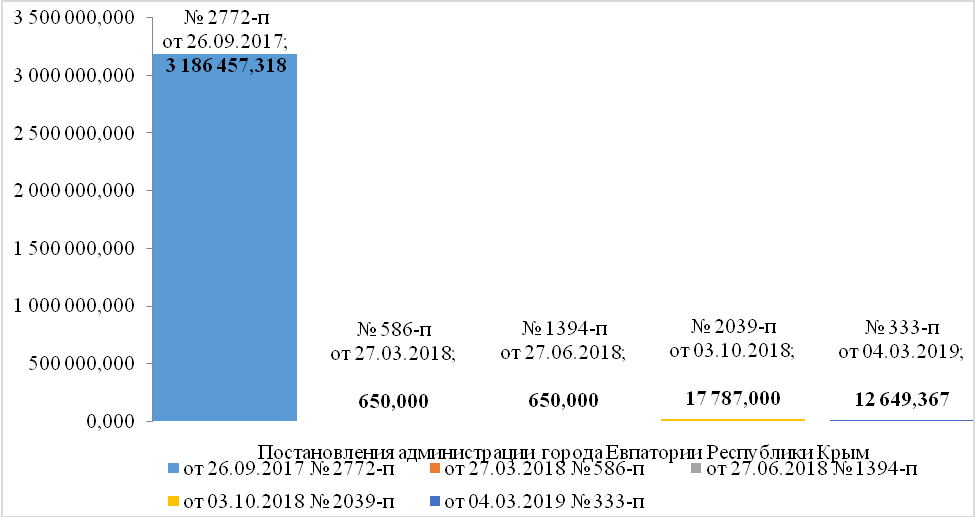 3 500 000,000
3 000 000,000
2 500 000,000
2 000 000,000
1 500 000,000
1 000 000,000
500 000,000
0,000
№ 2772-п
от 26.09.2017;
3 186 457,318
№ 586-п
от 27.03.2018;
650,000
№ 1394-п
от 27.06.2018;
650,000
№ 2039-п
от 03.10.2018;
17 787,000
№ 333-п
от 04.03.2019;
12 649,367
Постановления администрации города Евпатории Республики Крым
от 26.09.2017 № 2772-п
от 27.03.2018 № 586-п
от 27.06.2018 № 1394-п
от 03.10.2018 № 2039-п
от 04.03.2019 № 333-п